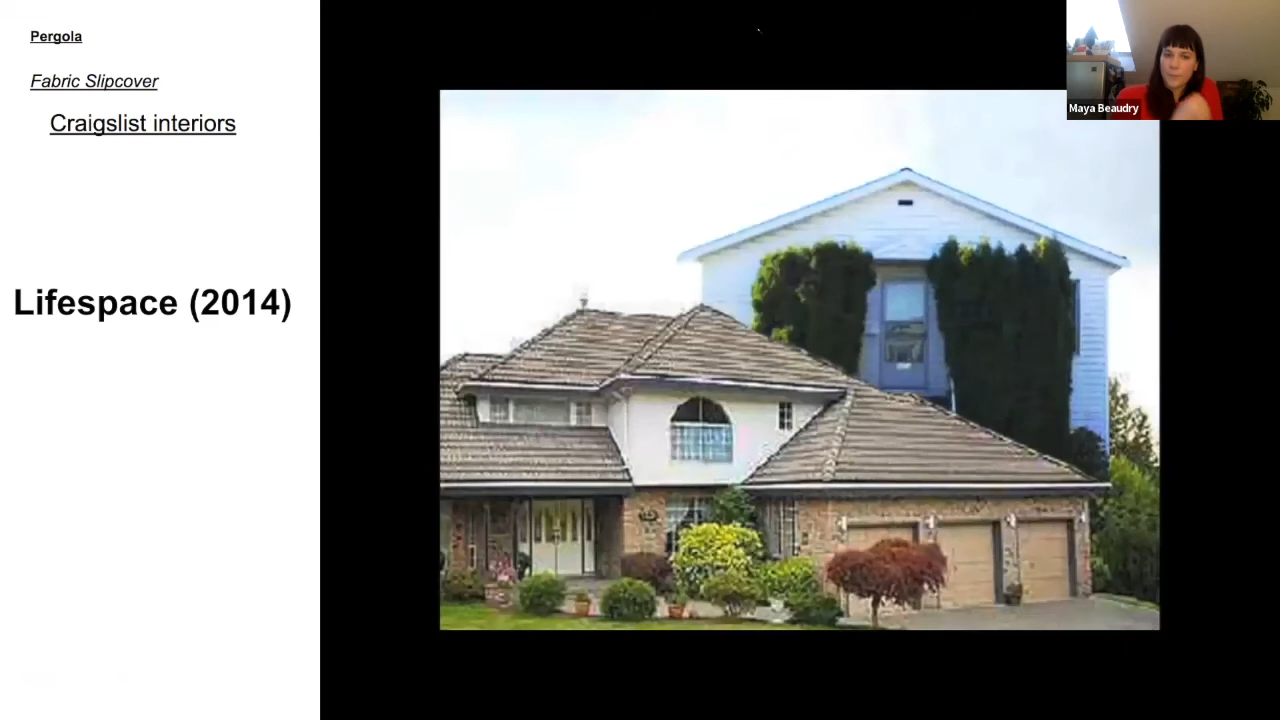 Pergola
Fabric Slipcover
Craigslist interiors
Lifespace (2014)
Maya Beaudry